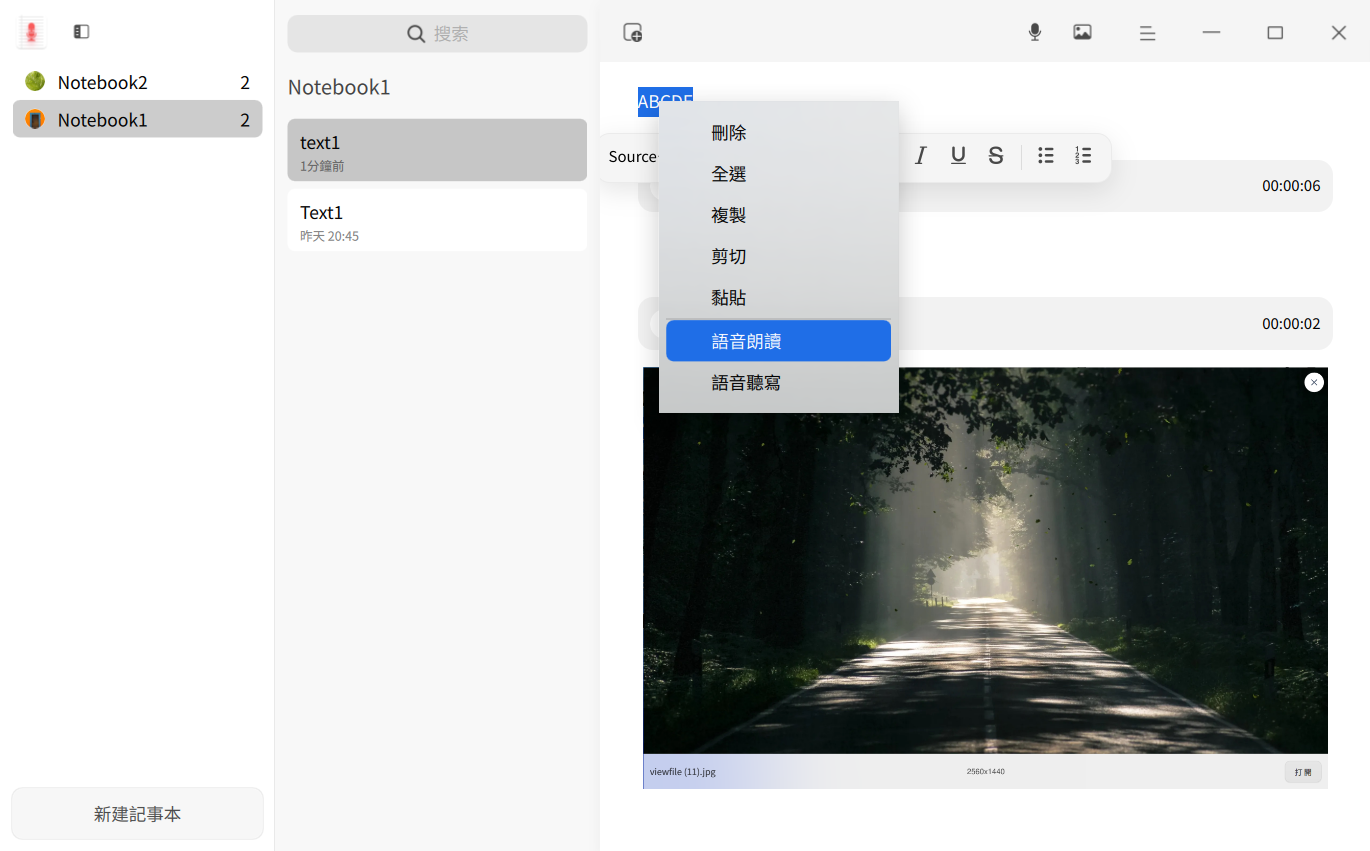 Notebook2 2
Notebook1 2
新建記事本
搜索
Notebook1
text1
1分鐘前
Text1
昨天 20:45
ABCDE
Source
刪除
全選
複製
剪切
黏貼
語音朗讀
語音聽寫
00:00:06
00:00:02
viewfile (11).jpg 2560x1440 打開